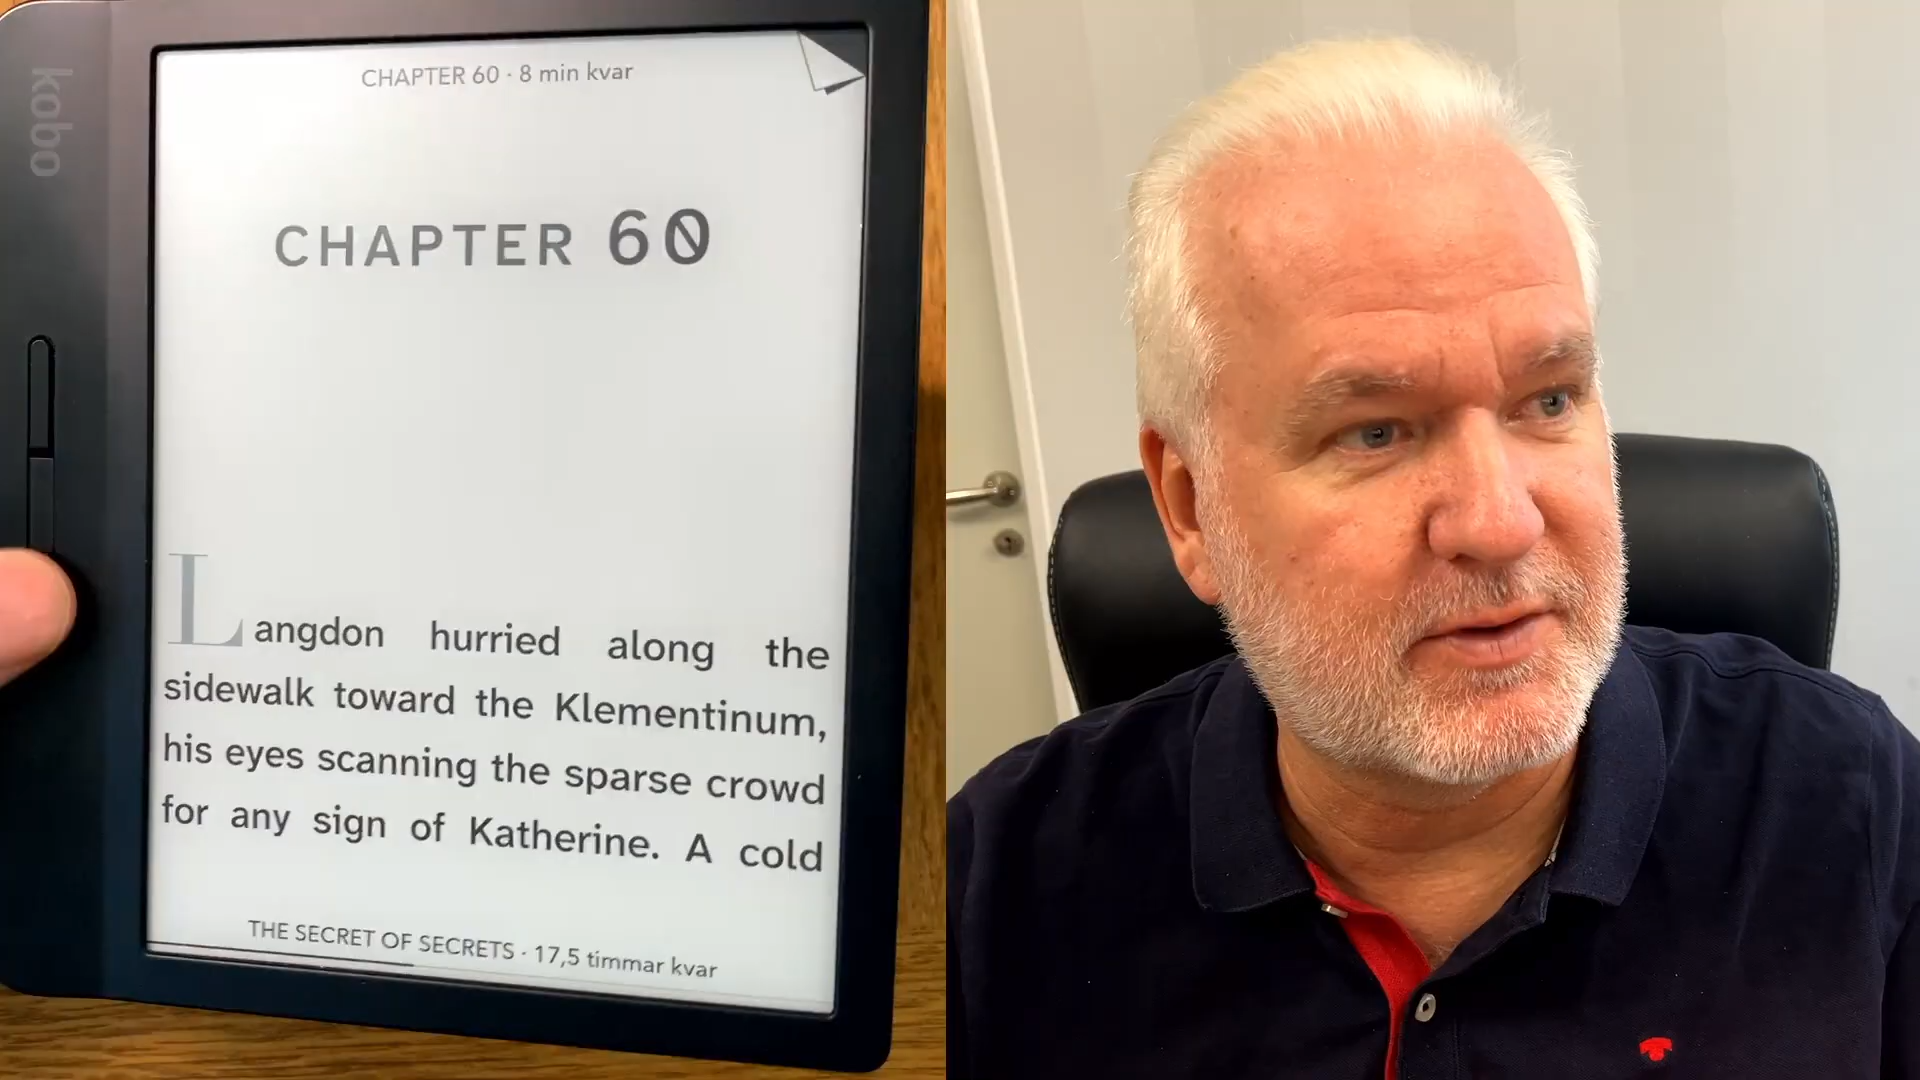 kobo
CHAPTER 60 · 8 min kvar
CHAPTER 60
Langdon hurried along the
sidewalk toward the Klementinum,
his eyes scanning the sparse crowd
for any sign of Katherine. A cold
THE SECRET OF SECRETS · 17,5 timmar kvar